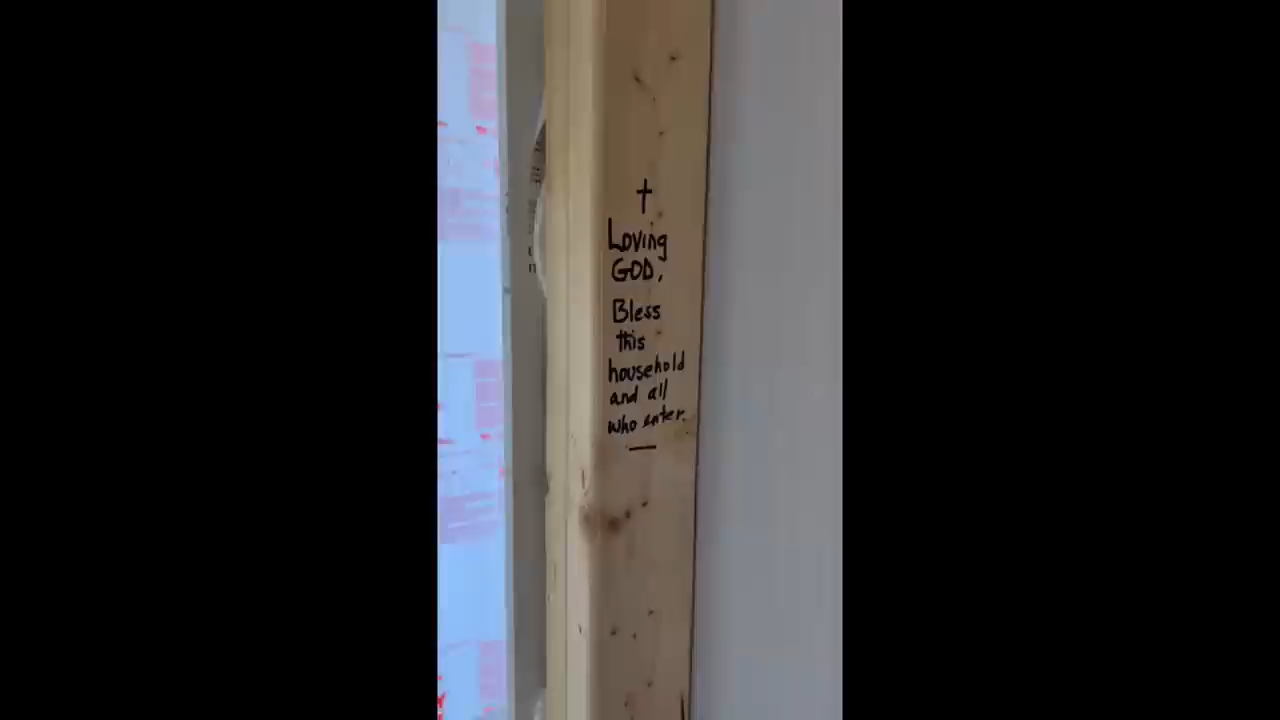 Loving
GOD,
Bless
this
household
and all
who enter.